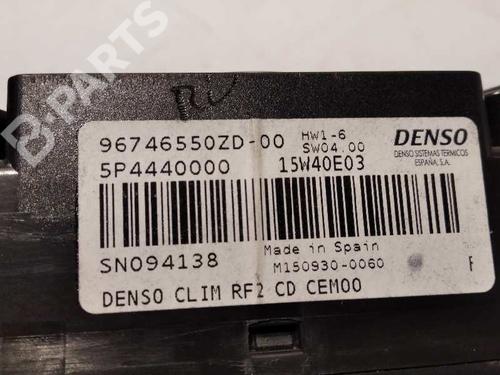 B-PARTS
96746550ZD-00
HW1-6
SW04.00
DENSO
5P4440000
15W40E03
DENSO SISTEMAS TERMICOS
ESPAÑA, S.A.
SN094138
Made in Spain
M150930-0060
DENSO CLIM RF2 CD CEM00